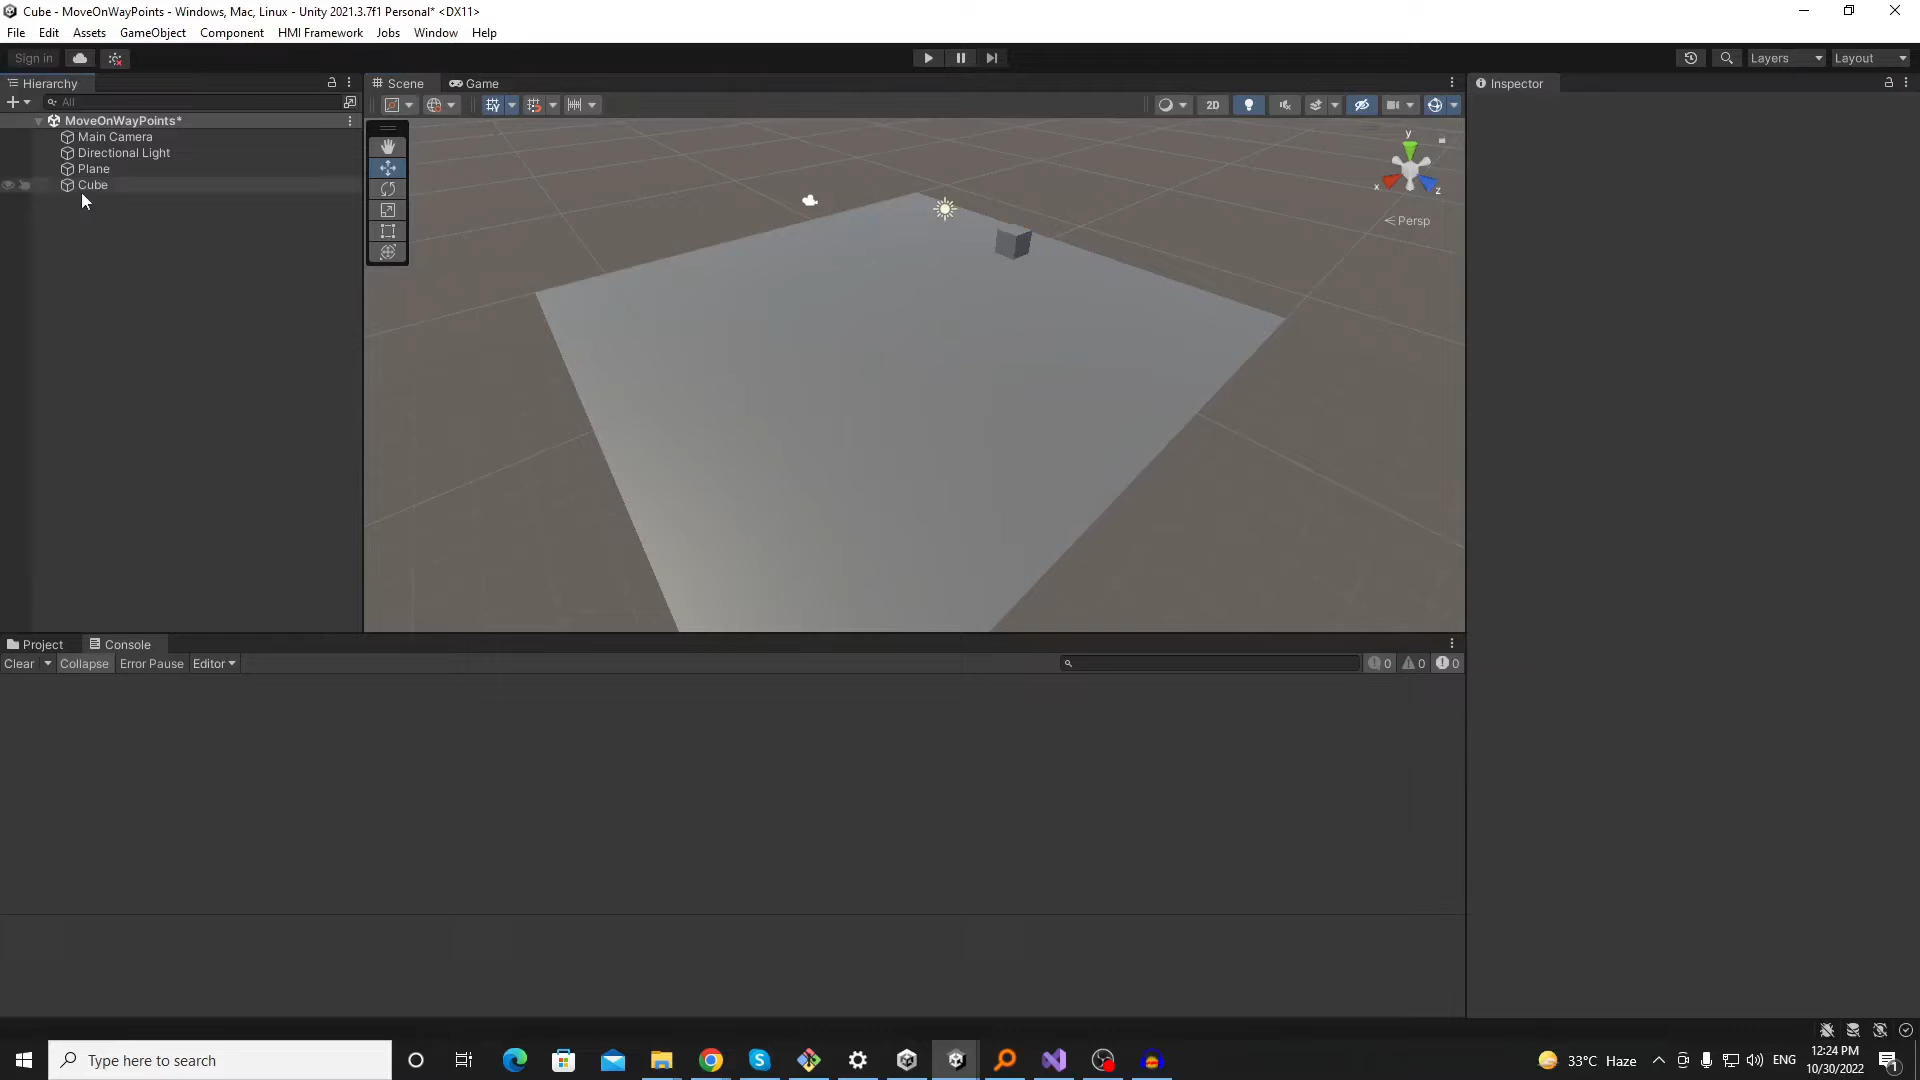 Cube - MoveOnWayPoints - Windows, Mac, Linux - Unity 2021.3.7f1 Personal* <DX11>
File Edit Assets GameObject Component HMI Framework Jobs Window Help
Sign in Layers Layout
Hierarchy Scene Game Inspector
All 2D
MoveOnWayPoints*
Main Camera
Directional Light
Plane
Cube
y
x z
Persp
Project Console
Clear Collapse Error Pause Editor 0 0 0
Type here to search 33°C Haze ENG 12:24 PM
10/30/2022
1